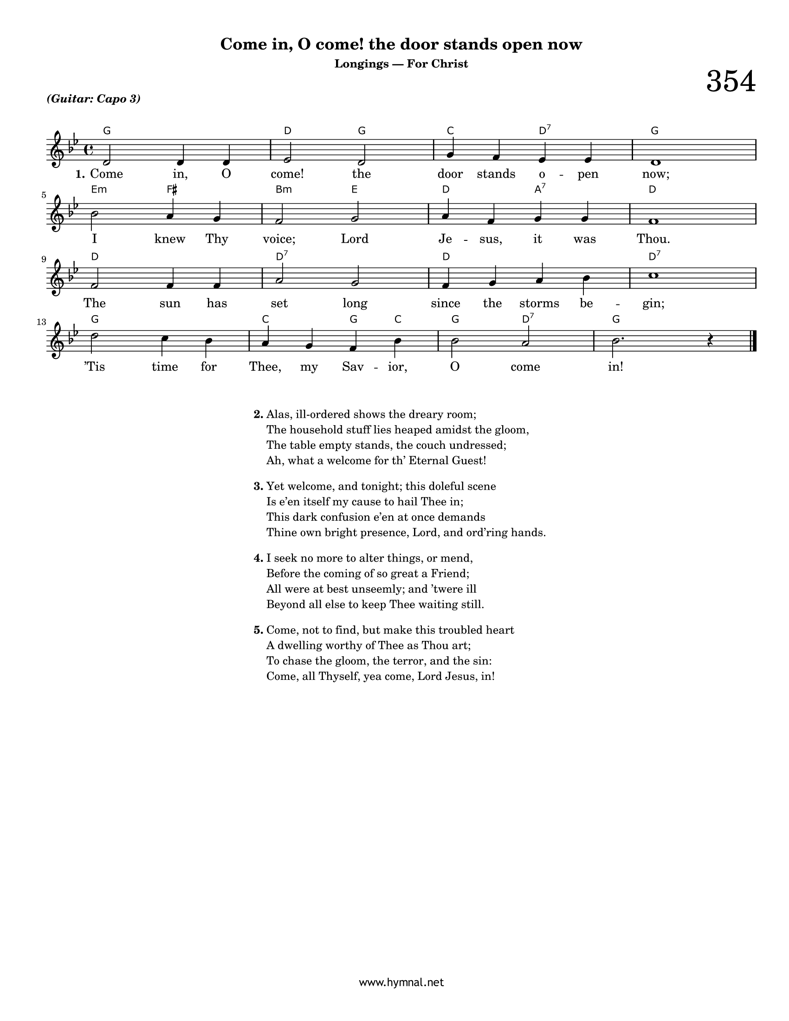 Come in, O come! the door stands open now
Longings — For Christ
354
(Guitar: Capo 3)
G D G C D7 G
1. Come in, O come! the door stands o - pen now;
Em F♯ Bm E D A7 D
5
I knew Thy voice; Lord Je - sus, it was Thou.
D D7 D D7
9
The sun has set long since the storms be - gin;
G C G C G D7 G
13
’Tis time for Thee, my Sav - ior, O come in!
2. Alas, ill-ordered shows the dreary room;
The household stuff lies heaped amidst the gloom,
The table empty stands, the couch undressed;
Ah, what a welcome for th’ Eternal Guest!
3. Yet welcome, and tonight; this doleful scene
Is e’en itself my cause to hail Thee in;
This dark confusion e’en at once demands
Thine own bright presence, Lord, and ord’ring hands.
4. I seek no more to alter things, or mend,
Before the coming of so great a Friend;
All were at best unseemly; and ’twere ill
Beyond all else to keep Thee waiting still.
5. Come, not to find, but make this troubled heart
A dwelling worthy of Thee as Thou art;
To chase the gloom, the terror, and the sin:
Come, all Thyself, yea come, Lord Jesus, in!
www.hymnal.net